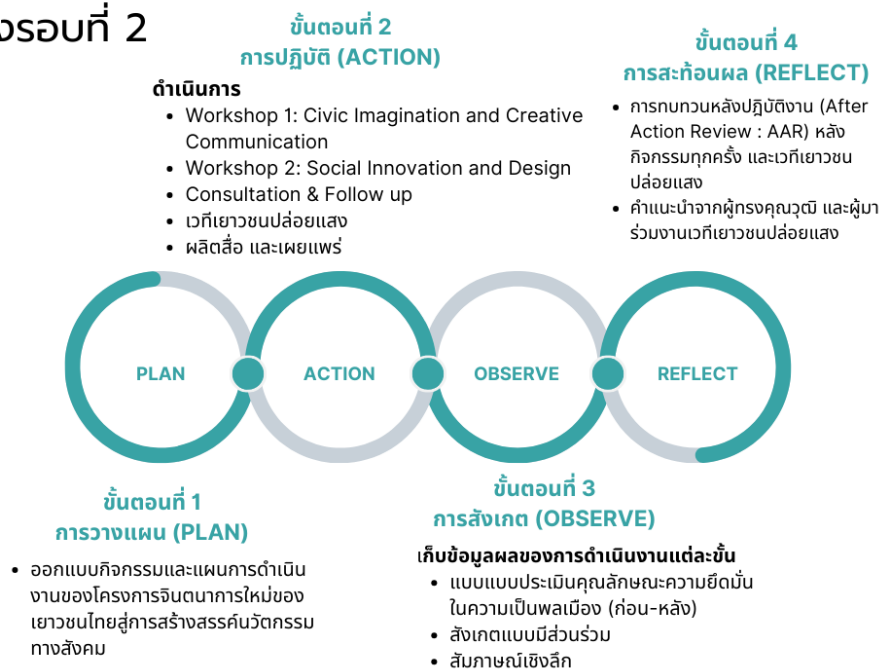 งรอบที่ 2
ขั้นตอนที่ 2
การปฏิบัติ (ACTION)
ดำเนินการ
• Workshop 1: Civic Imagination and Creative
Communication
• Workshop 2: Social Innovation and Design
• Consultation & Follow up
• เวทีเยาวชนปล่อยแสง
• ผลิตสื่อ และเผยแพร่
ขั้นตอนที่ 4
การสะท้อนผล (REFLECT)
• การทบทวนหลังปฎิบัติงาน (After
Action Review : AAR) หลัง
กิจกรรมทุกครั้ง และเวทีเยาวชน
ปล่อยแสง
• คำแนะนำจากผู้ทรงคุณวุฒิ และผู้มา
ร่วมงานเวทีเยาวชนปล่อยแสง
PLAN
ACTION
OBSERVE
REFLECT
ขั้นตอนที่ 1
การวางแผน (PLAN)
• ออกแบบกิจกรรมและแผนการดำเนิน
งานของโครงการจินตนาการใหม่ของ
เยาวชนไทยสู่การสร้างสรรค์นวัตกรรม
ทางสังคม
ขั้นตอนที่ 3
การสังเกต (OBSERVE)
เก็บข้อมูลผลของการดำเนินงานแต่ละขั้น
• แบบแบบประเมินคุณลักษณะความยึดมั่น
ในความเป็นพลเมือง (ก่อน-หลัง)
• สังเกตแบบมีส่วนร่วม
• สัมภาษณ์เชิงลึก